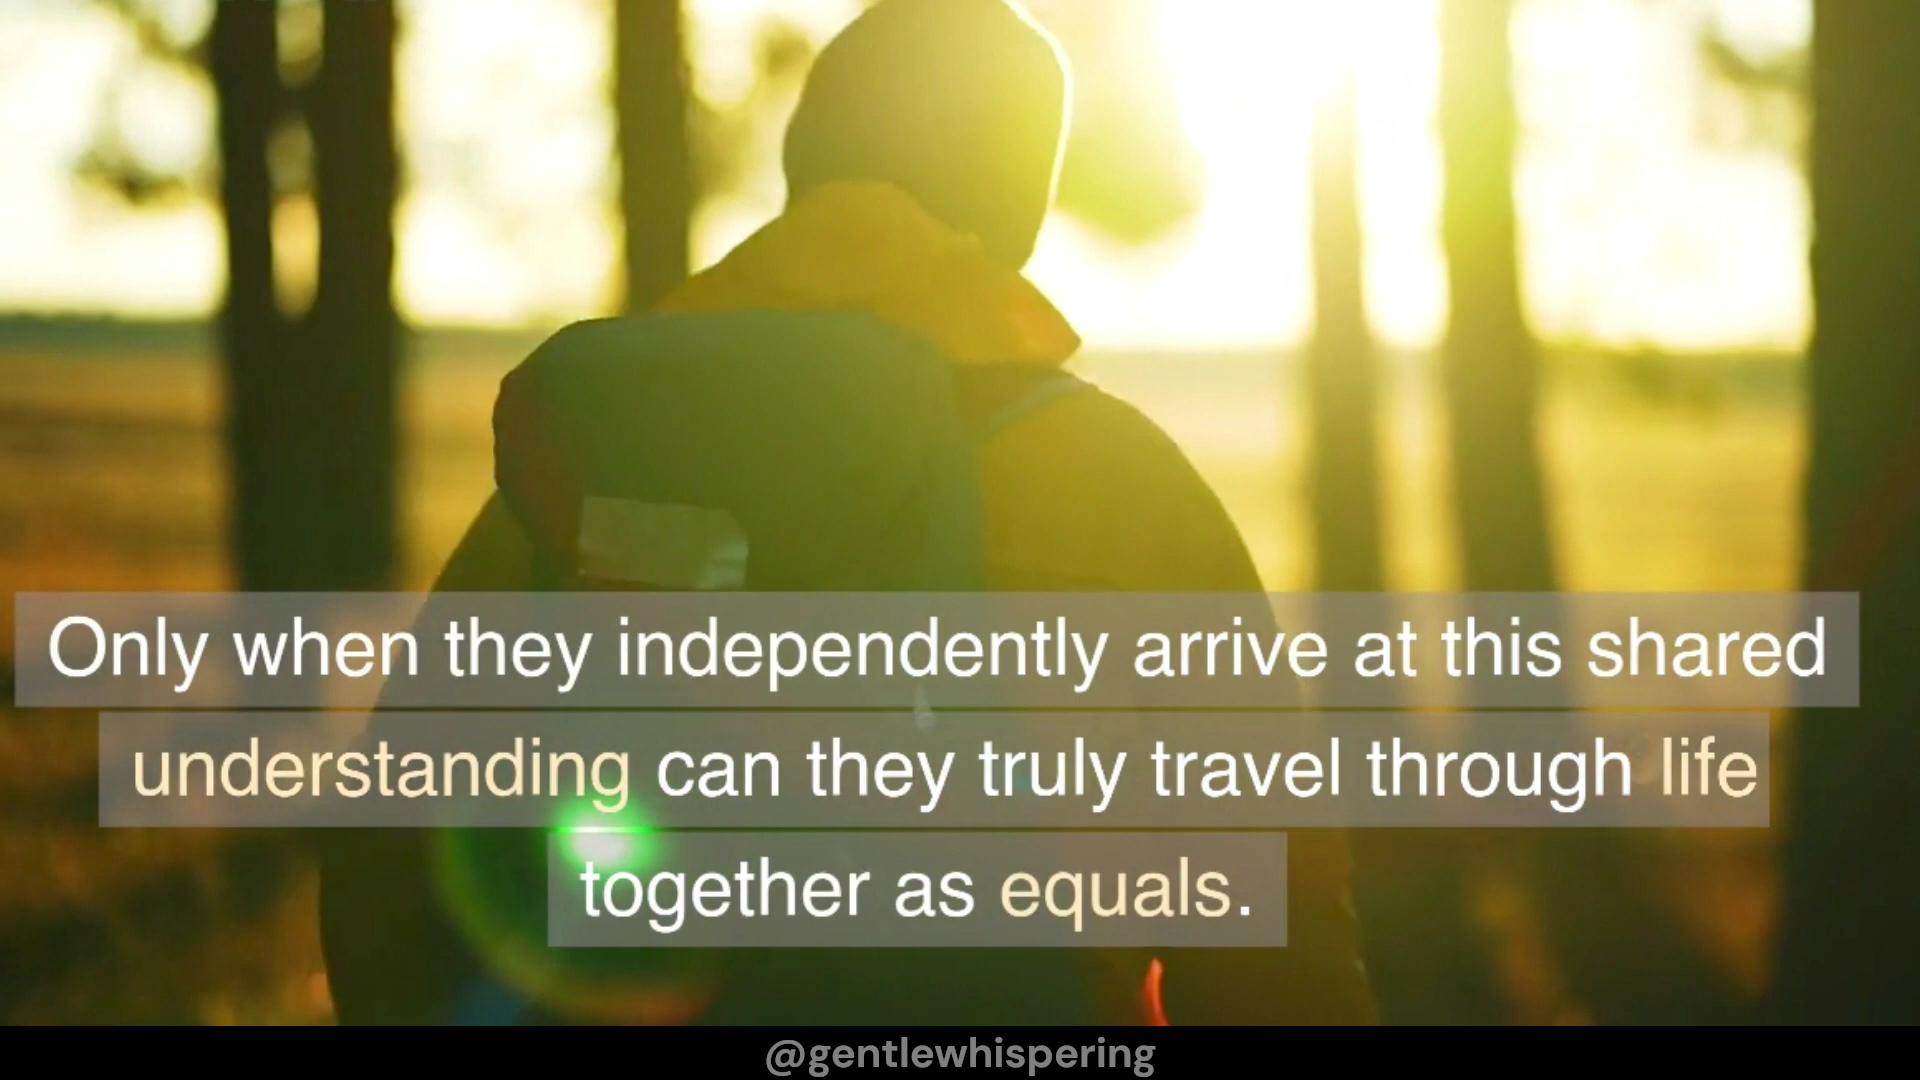 Only when they independently arrive at this shared
understanding can they truly travel through life
together as equals.
@gentlewhispering